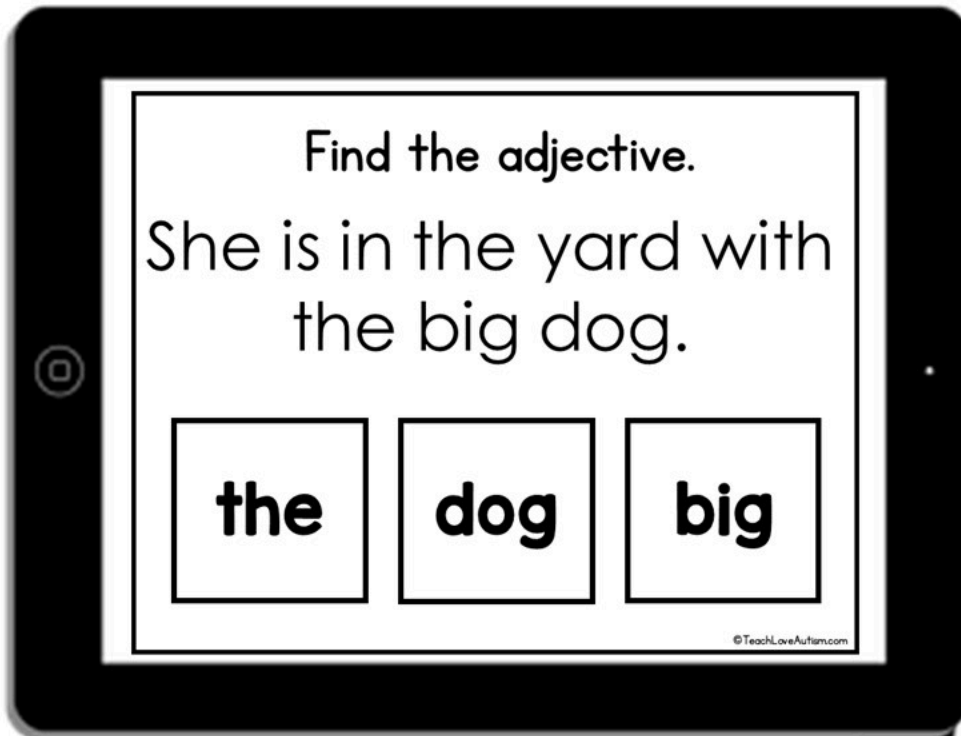 Find the adjective.
She is in the yard with
the big dog.
the dog big
©TeachLoveAutism.com